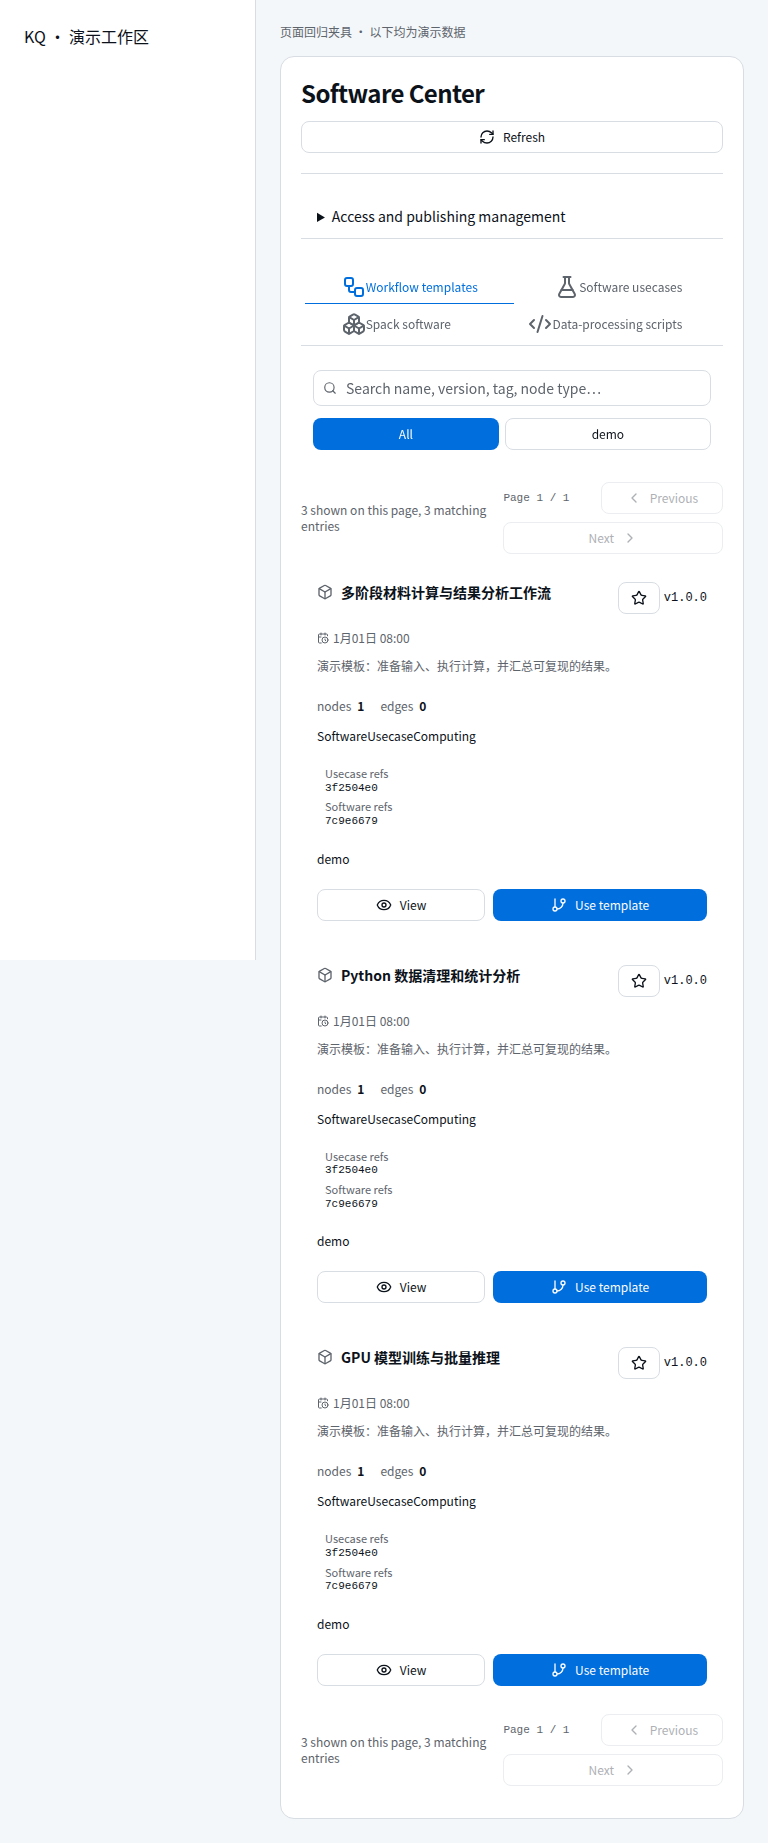 KQ · 演示工作区
页面回归夹具 · 以下均为演示数据
Software Center
Refresh
Access and publishing management
Workflow templates
Software usecases
Spack software
Data-processing scripts
Search name, version, tag, node type…
All
demo
3 shown on this page, 3 matching
entries
Page 1 / 1
Previous
Next
多阶段材料计算与结果分析工作流
v1.0.0
1月01日 08:00
演示模板：准备输入、执行计算，并汇总可复现的结果。
nodes 1 edges 0
SoftwareUsecaseComputing
Usecase refs
3f2504e0
Software refs
7c9e6679
demo
View
Use template
Python 数据清理和统计分析
v1.0.0
1月01日 08:00
演示模板：准备输入、执行计算，并汇总可复现的结果。
nodes 1 edges 0
SoftwareUsecaseComputing
Usecase refs
3f2504e0
Software refs
7c9e6679
demo
View
Use template
GPU 模型训练与批量推理
v1.0.0
1月01日 08:00
演示模板：准备输入、执行计算，并汇总可复现的结果。
nodes 1 edges 0
SoftwareUsecaseComputing
Usecase refs
3f2504e0
Software refs
7c9e6679
demo
View
Use template
3 shown on this page, 3 matching
entries
Page 1 / 1
Previous
Next